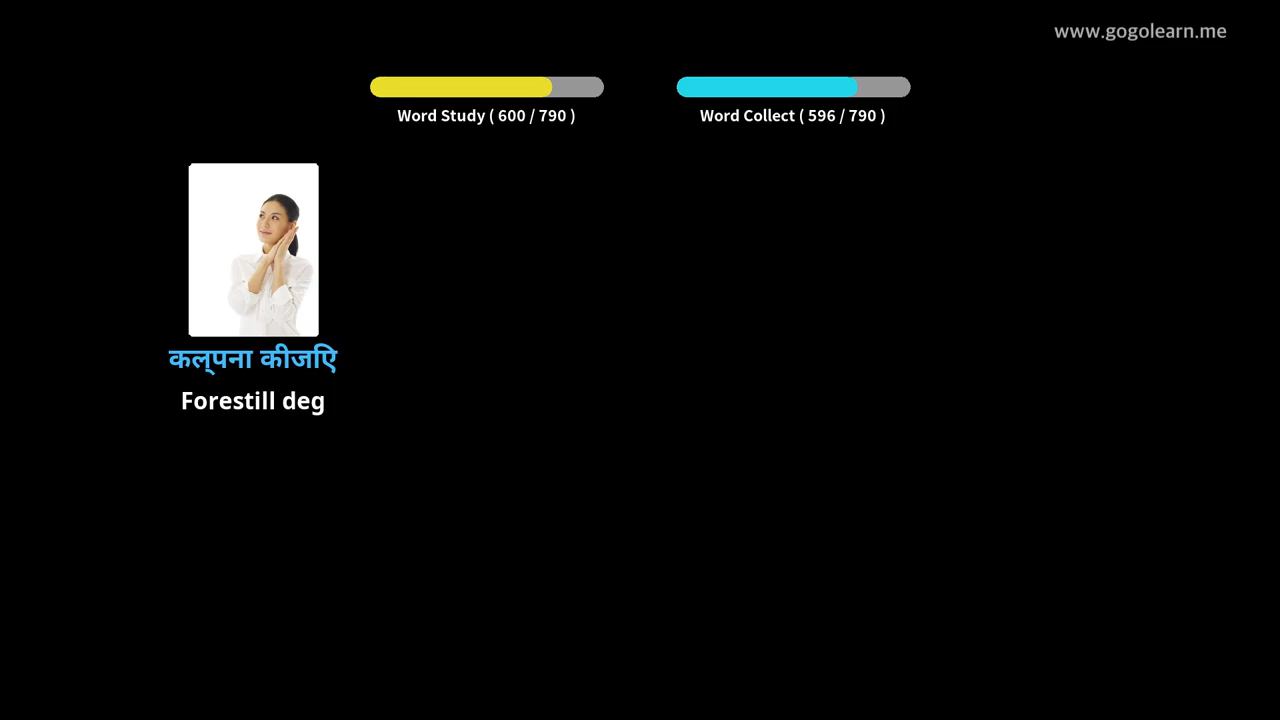 www.gogolearn.me
Word Study ( 600 / 790 )
Word Collect ( 596 / 790 )
कल्पना कीजिए
Forestill deg